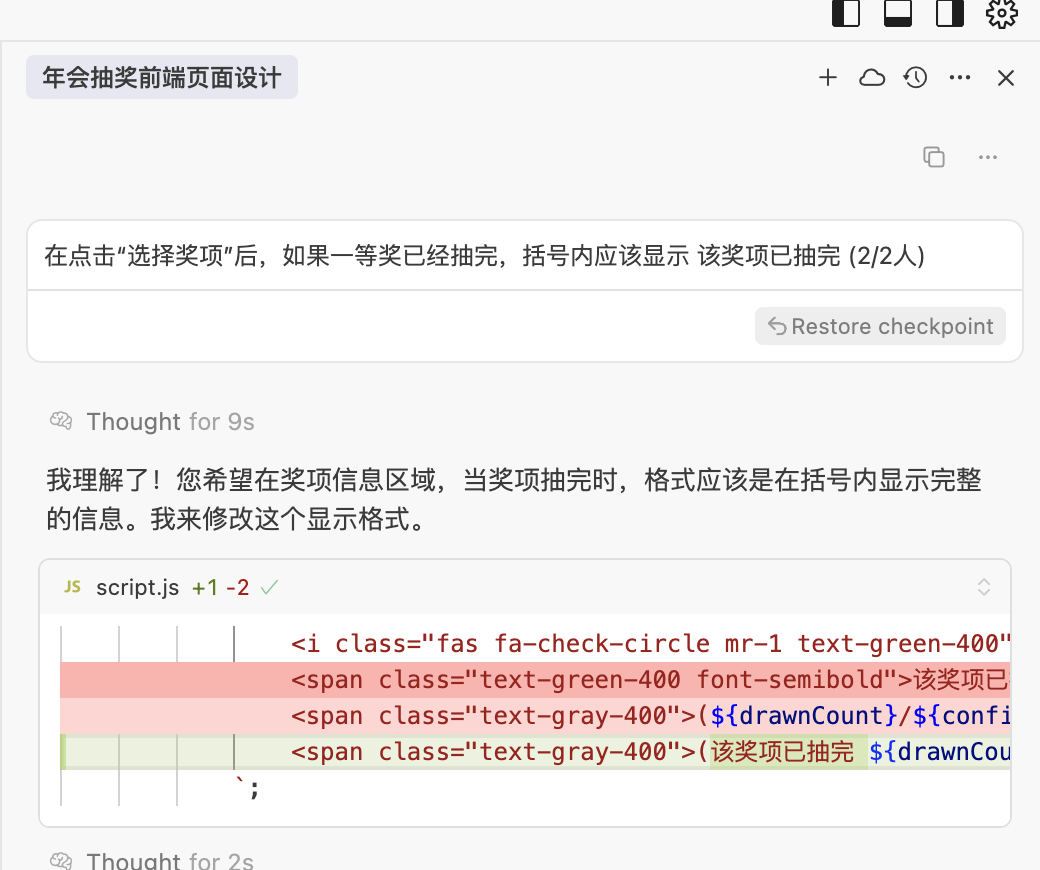 年会抽奖前端页面设计
在点击“选择奖项”后，如果一等奖已经抽完，括号内应该显示 该奖项已抽完 (2/2人)
Restore checkpoint
Thought for 9s
我理解了！您希望在奖项信息区域，当奖项抽完时，格式应该是在括号内显示完整
的信息。我来修改这个显示格式。
JS script.js +1 -2
<i class="fas fa-check-circle mr-1 text-green-400"
<span class="text-green-400 font-semibold">该奖项已
<span class="text-gray-400">(${drawnCount}/${confi
<span class="text-gray-400">(该奖项已抽完 ${drawnCou
`;
Thought for 2s